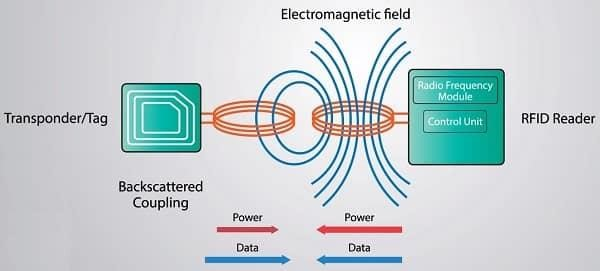 Electromagnetic field
Transponder/Tag
Radio Frequency
Module
Control Unit
RFID Reader
Backscattered
Coupling
Power
Power
Data
Data